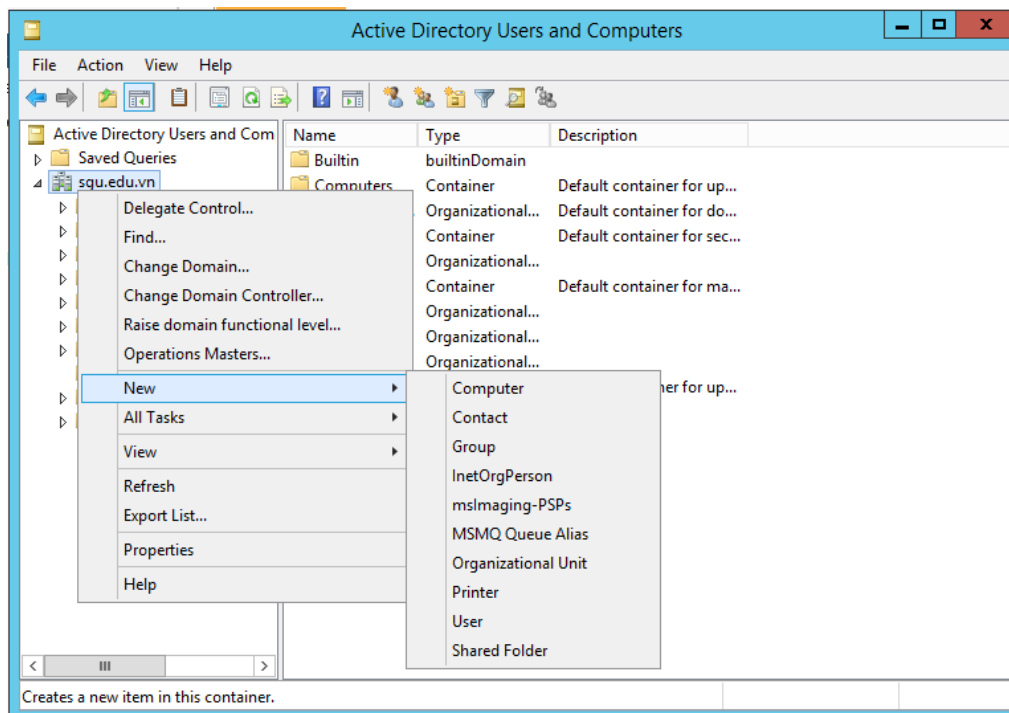 Active Directory Users and Computers
File Action View Help
Active Directory Users and Com
Saved Queries
sgu.edu.vn
Name Type Description
Builtin builtinDomain
Computers Container Default container for up...
Organizational... Default container for do...
Container Default container for sec...
Organizational...
Container Default container for ma...
Organizational...
Organizational...
Organizational...
er for up...
Delegate Control...
Find...
Change Domain...
Change Domain Controller...
Raise domain functional level...
Operations Masters...
New
All Tasks
View
Refresh
Export List...
Properties
Help
Computer
Contact
Group
InetOrgPerson
msImaging-PSPs
MSMQ Queue Alias
Organizational Unit
Printer
User
Shared Folder
Creates a new item in this container.